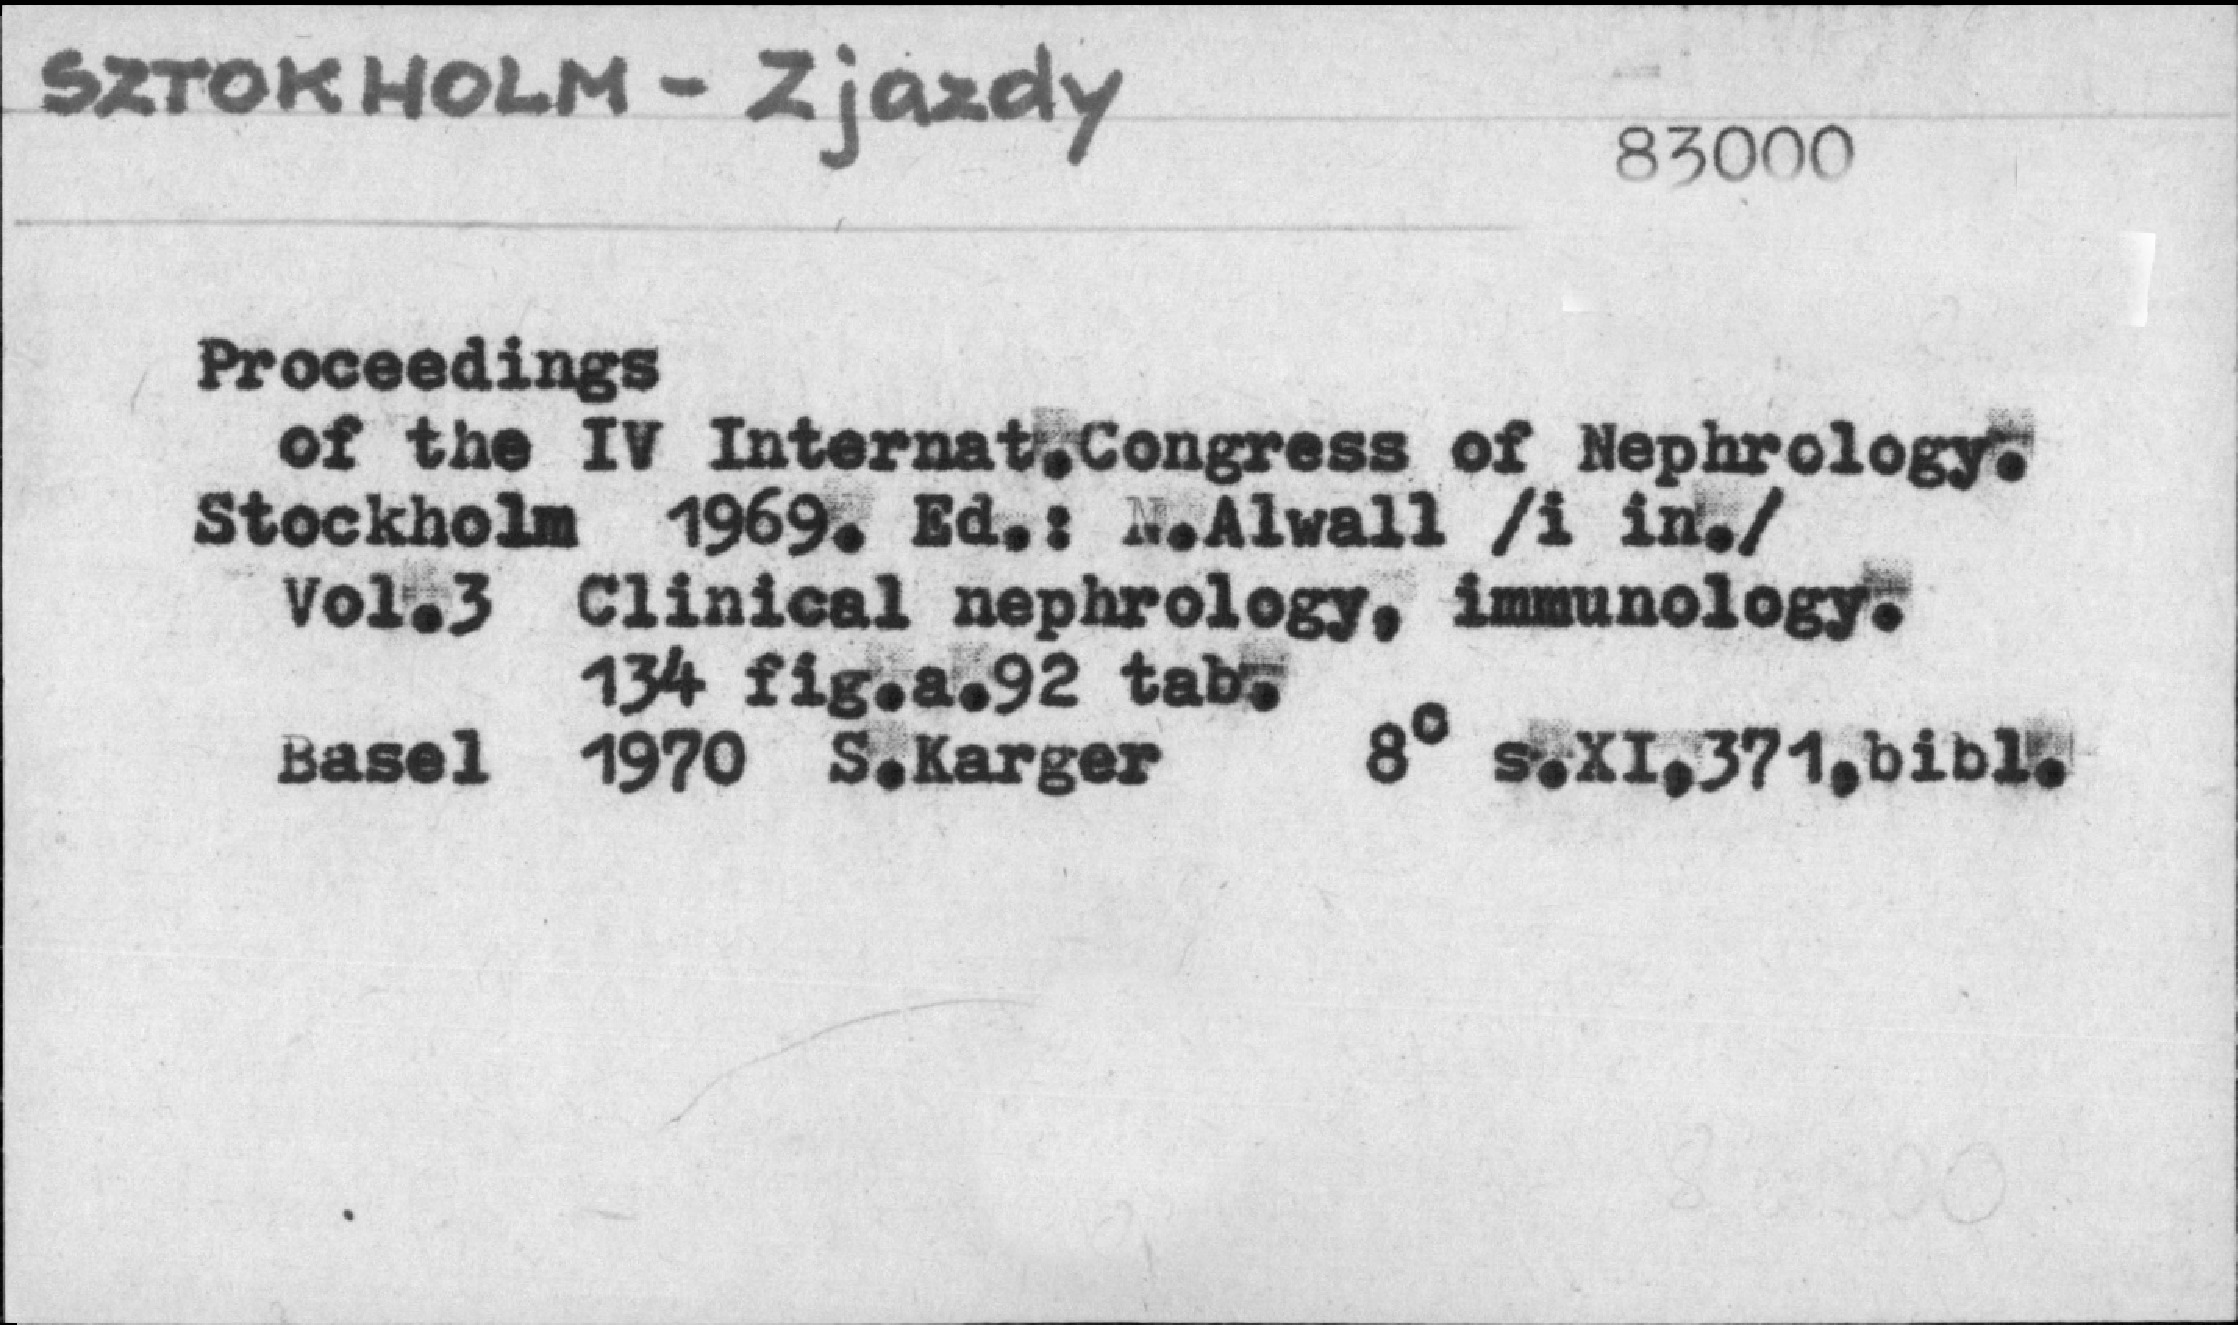 SZTOKHOLM - Zjazdy
83000
Proceedings
of the IV Internat.Congress of Nephrology.
Stockholm 1969. Ed.: N.Alwall /i in./
Vol.3 Clinical nephrology, immunology.
134 fig.a.92 tab.
Basel 1970 S.Karger 8° s.XI,371,bibl.